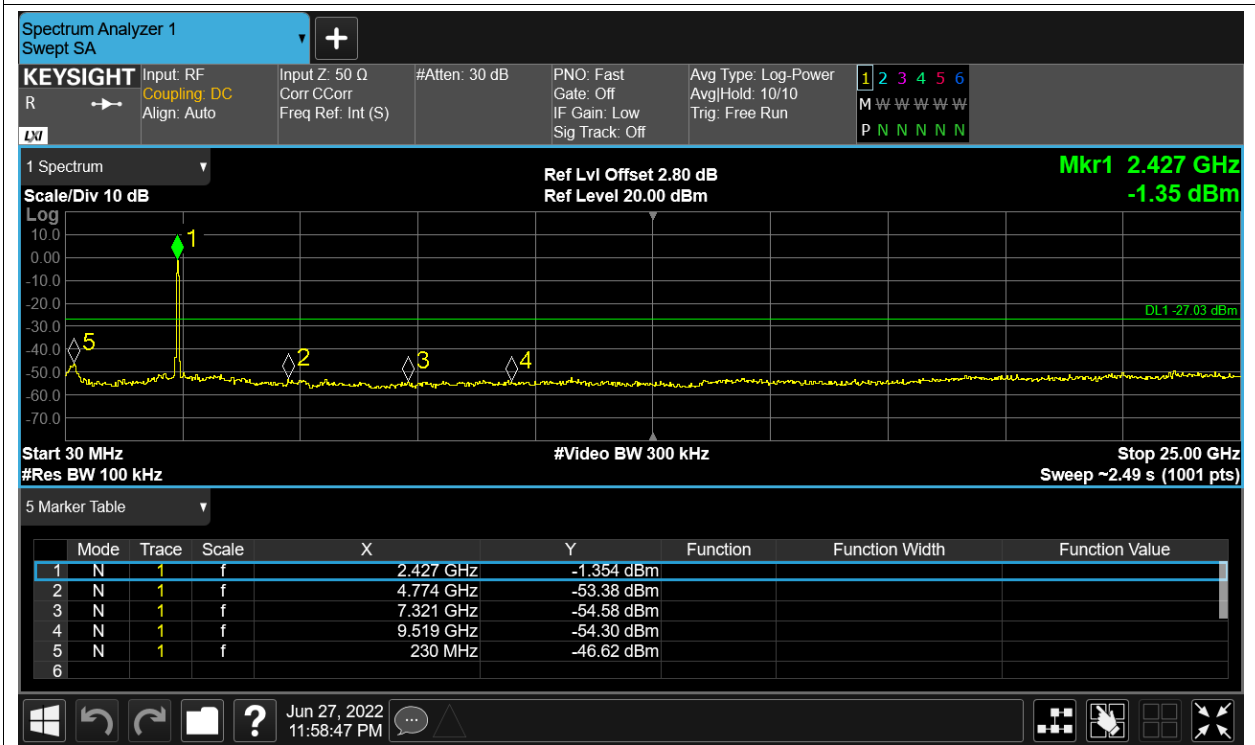 Spectrum Analyzer 1
Swept SA
KEYSIGHT
R
LXI
Input: RF
Coupling: DC
Align: Auto
Input Z: 50 Ω
Corr CCorr
Freq Ref: Int (S)
#Atten: 30 dB
PNO: Fast
Gate: Off
IF Gain: Low
Sig Track: Off
Avg Type: Log-Power
Avg|Hold: 10/10
Trig: Free Run
1 2 3 4 5 6
M W W W W W
P N N N N N
1 Spectrum
Scale/Div 10 dB
Ref Lvl Offset 2.80 dB
Ref Level 20.00 dBm
Mkr1 2.427 GHz
-1.35 dBm
Log
10.0
0.00
-10.0
-20.0
-30.0
-40.0
-50.0
-60.0
-70.0
1
DL1 -27.03 dBm
5
2
3
4
Start 30 MHz
#Res BW 100 kHz
#Video BW 300 kHz
Stop 25.00 GHz
Sweep ~2.49 s (1001 pts)
5 Marker Table
Mode Trace Scale X Y Function Function Width Function Value
1 N 1 f 2.427 GHz -1.354 dBm
2 N 1 f 4.774 GHz -53.38 dBm
3 N 1 f 7.321 GHz -54.58 dBm
4 N 1 f 9.519 GHz -54.30 dBm
5 N 1 f 230 MHz -46.62 dBm
6
?
Jun 27, 2022
11:58:47 PM